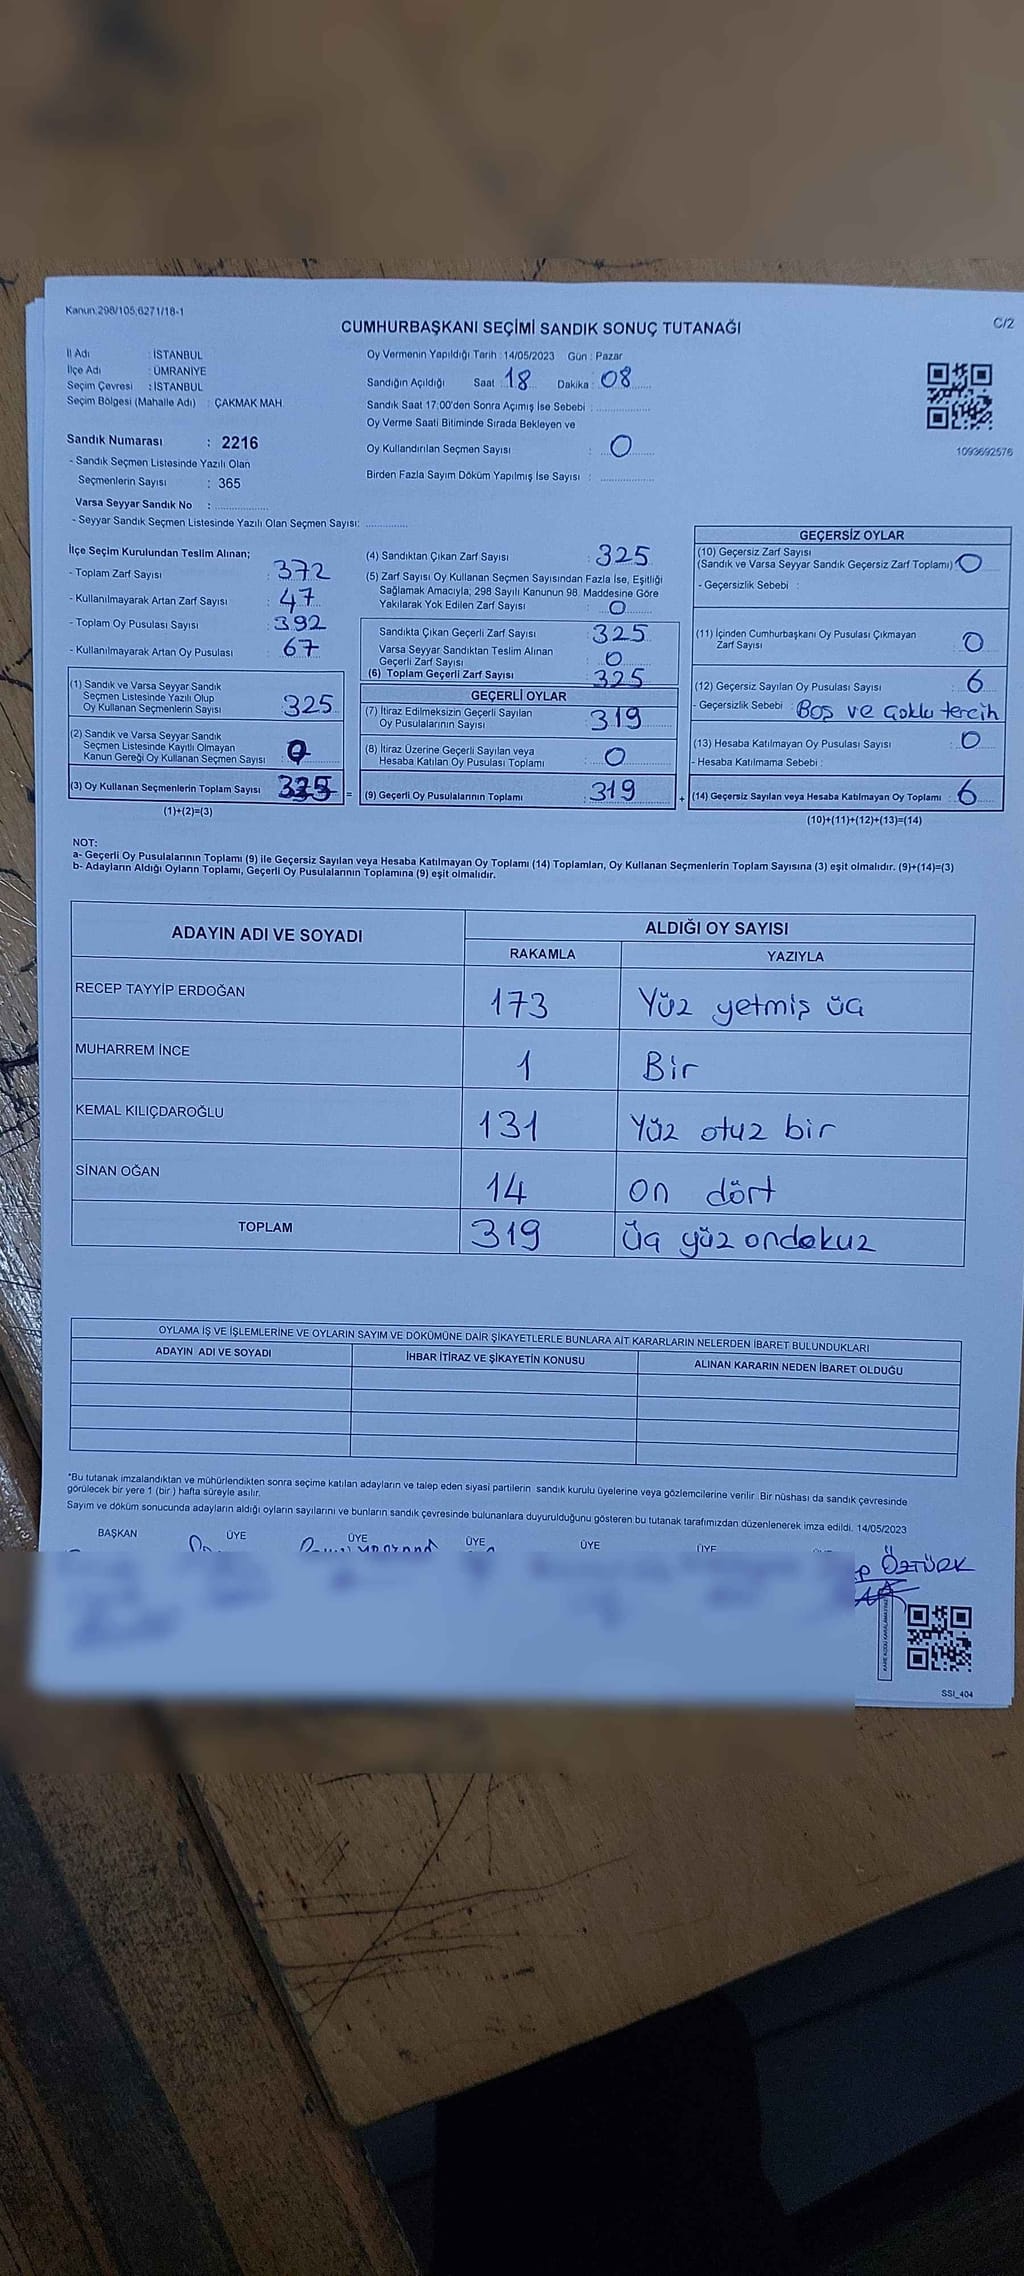 Kanun:298/105,6271/18-1
CUMHURBAŞKANI SEÇİMİ SANDIK SONUÇ TUTANAĞI
C/2
İl Adı : İSTANBUL
İlçe Adı : ÜMRANİYE
Seçim Çevresi : İSTANBUL
Seçim Bölgesi (Mahalle Adı) : ÇAKMAK MAH
Sandık Numarası : 2216
- Sandık Seçmen Listesinde Yazılı Olan
Seçmenlerin Sayısı : 365
Varsa Seyyar Sandık No :
- Seyyar Sandık Seçmen Listesinde Yazılı Olan Seçmen Sayısı:
Oy Vermenin Yapıldığı Tarih : 14/05/2023 Gün : Pazar
Sandığın Açıldığı Saat : 18 Dakika : 08
Sandık Saat 17:00'den Sonra Açımış İse Sebebi :
Oy Verme Saati Bitiminde Sırada Bekleyen ve
Oy Kullandırılan Seçmen Sayısı : 0
Birden Fazla Sayım Döküm Yapılmış İse Sayısı :
1093692576
İlçe Seçim Kurulundan Teslim Alınan;
- Toplam Zarf Sayısı : 372
- Kullanılmayarak Artan Zarf Sayısı : 47
- Toplam Oy Pusulası Sayısı : 392
- Kullanılmayarak Artan Oy Pusulası : 67
(1) Sandık ve Varsa Seyyar Sandık
Seçmen Listesinde Yazılı Olup
Oy Kullanan Seçmenlerin Sayısı 325
(2) Sandık ve Varsa Seyyar Sandık
Seçmen Listesinde Kayıtlı Olmayan
Kanun Gereği Oy Kullanan Seçmen Sayısı : 0
(3) Oy Kullanan Seçmenlerin Toplam Sayısı 325 =
(1)+(2)=(3)
(4) Sandıktan Çıkan Zarf Sayısı : 325
(5) Zarf Sayısı Oy Kullanan Seçmen Sayısından Fazla İse, Eşitliği
Sağlamak Amacıyla; 298 Sayılı Kanunun 98. Maddesine Göre
Yakılarak Yok Edilen Zarf Sayısı : 0
Sandıkta Çıkan Geçerli Zarf Sayısı : 325
Varsa Seyyar Sandıktan Teslim Alınan
Geçerli Zarf Sayısı : 0
(6) Toplam Geçerli Zarf Sayısı : 325
GEÇERLİ OYLAR
(7) İtiraz Edilmeksizin Geçerli Sayılan
Oy Pusulalarının Sayısı : 319
(8) İtiraz Üzerine Geçerli Sayılan veya
Hesaba Katılan Oy Pusulası Toplamı : 0
(9) Geçerli Oy Pusulalarının Toplamı : 319 +
GEÇERSİZ OYLAR
(10) Geçersiz Zarf Sayısı
(Sandık ve Varsa Seyyar Sandık Geçersiz Zarf Toplamı) : 0
- Geçersizlik Sebebi :
(11) İçinden Cumhurbaşkanı Oy Pusulası Çıkmayan
Zarf Sayısı : 0
(12) Geçersiz Sayılan Oy Pusulası Sayısı : 6
- Geçersizlik Sebebi : Boş ve Çoklu tercih
(13) Hesaba Katılmayan Oy Pusulası Sayısı : 0
- Hesaba Katılmama Sebebi :
(14) Geçersiz Sayılan veya Hesaba Katılmayan Oy Toplamı : 6
(10)+(11)+(12)+(13)=(14)
NOT:
a- Geçerli Oy Pusulalarının Toplamı (9) ile Geçersiz Sayılan veya Hesaba Katılmayan Oy Toplamı (14) Toplamları, Oy Kullanan Seçmenlerin Toplam Sayısına (3) eşit olmalıdır. (9)+(14)=(3)
b- Adayların Aldığı Oyların Toplamı, Geçerli Oy Pusulalarının Toplamına (9) eşit olmalıdır.
ADAYIN ADI VE SOYADI ALDIĞI OY SAYISI
RAKAMLA YAZIYLA
RECEP TAYYİP ERDOĞAN 173 Yüz yetmiş üç
MUHARREM İNCE 1 Bir
KEMAL KILIÇDAROĞLU 131 Yüz otuz bir
SİNAN OĞAN 14 on dört
TOPLAM 319 üç yüz ondokuz
OYLAMA İŞ VE İŞLEMLERİNE VE OYLARIN SAYIM VE DÖKÜMÜNE DAİR ŞİKAYETLERLE BUNLARA AİT KARARLARIN NELERDEN İBARET BULUNDUKLARI
ADAYIN ADI VE SOYADI İHBAR İTİRAZ VE ŞİKAYETİN KONUSU ALINAN KARARIN NEDEN İBARET OLDUĞU
*Bu tutanak imzalandıktan ve mühürlendikten sonra seçime katılan adayların ve talep eden siyasi partilerin sandık kurulu üyelerine veya gözlemcilerine verilir. Bir nüshası da sandık çevresinde
görülecek bir yere 1 (bir) hafta süreyle asılır.
Sayım ve döküm sonucunda adayların aldığı oyların sayılarını ve bunların sandık çevresinde bulunanlara duyurulduğunu gösteren bu tutanak tarafımızdan düzenlenerek imza edildi. 14/05/2023
BAŞKAN ÜYE ÜYE ÜYE ÜYE ÜYE
ÖZTÜRK
SSI_404